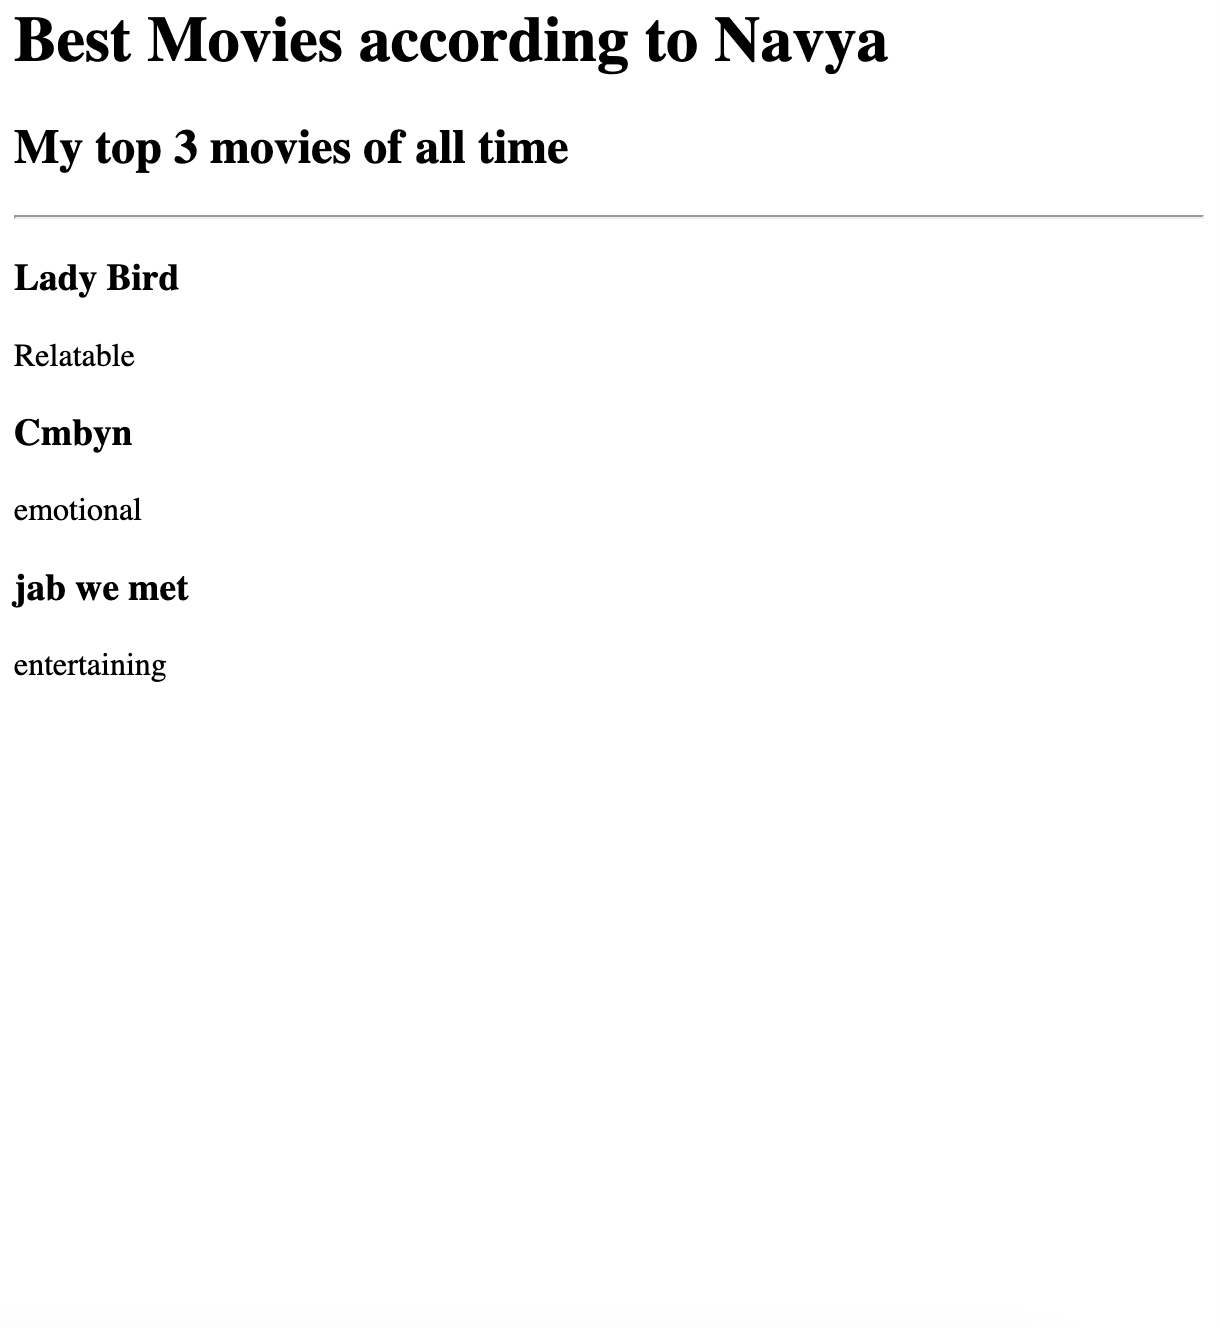 Best Movies according to Navya
My top 3 movies of all time
Lady Bird
Relatable
Cmbyn
emotional
jab we met
entertaining